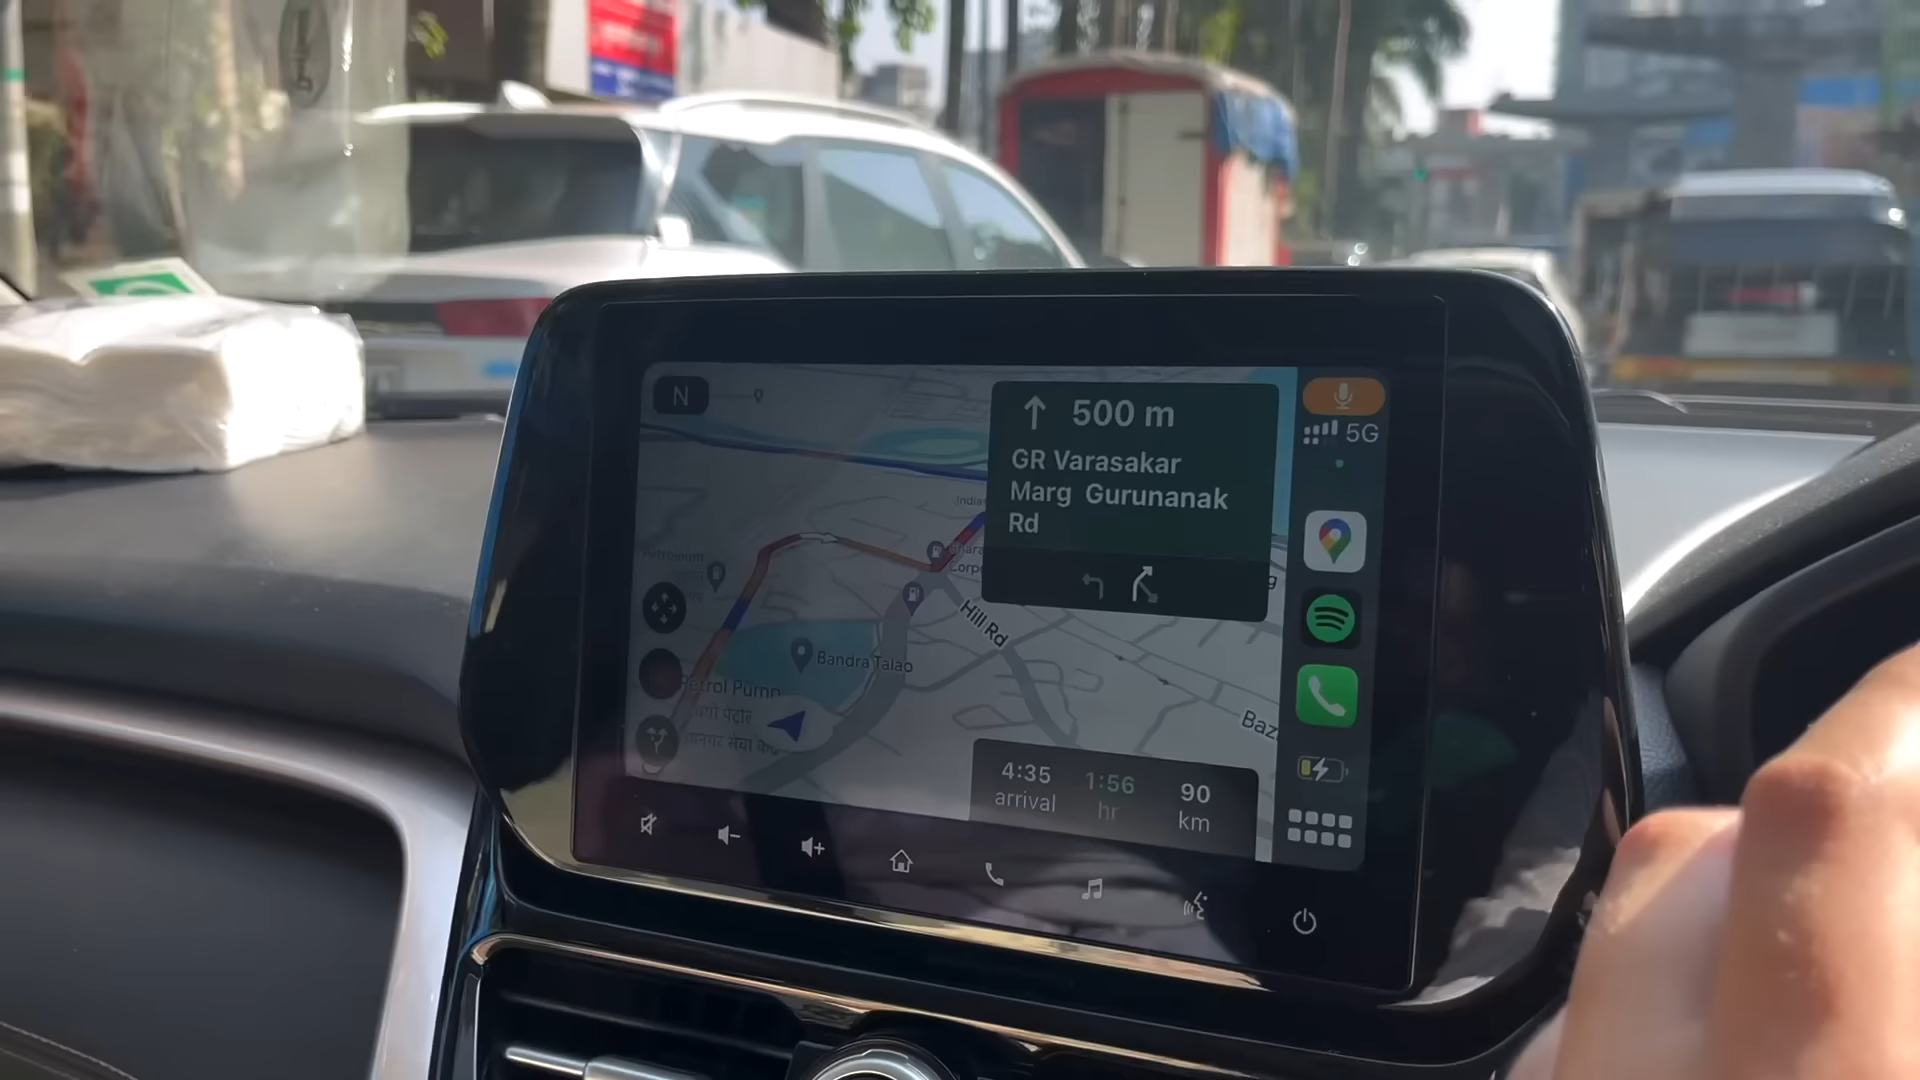 N
500 m
GR Varasakar
Marg Gurunanak
Rd
5G
Hill Rd
Bandra Talao
Petrol Pump
4:35
arrival
1:56
hr
90
km